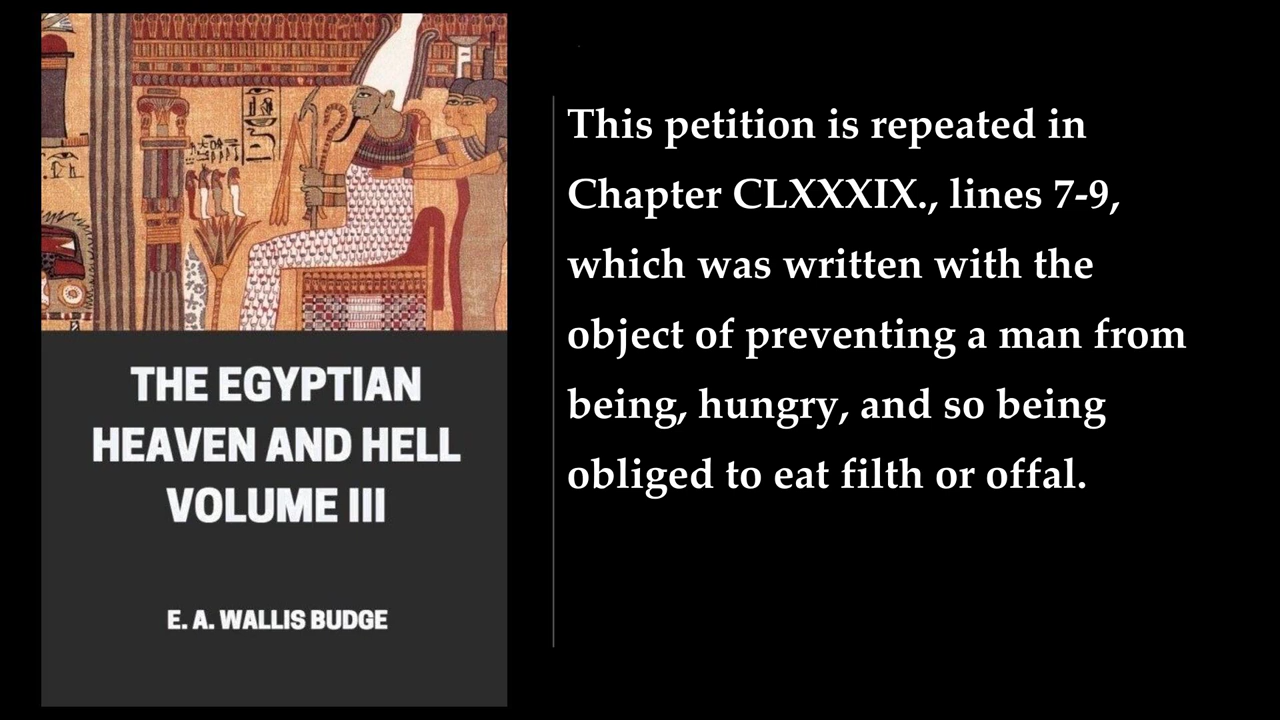 THE EGYPTIAN
HEAVEN AND HELL
VOLUME III
E. A. WALLIS BUDGE
This petition is repeated in
Chapter CLXXXIX., lines 7-9,
which was written with the
object of preventing a man from
being, hungry, and so being
obliged to eat filth or offal.